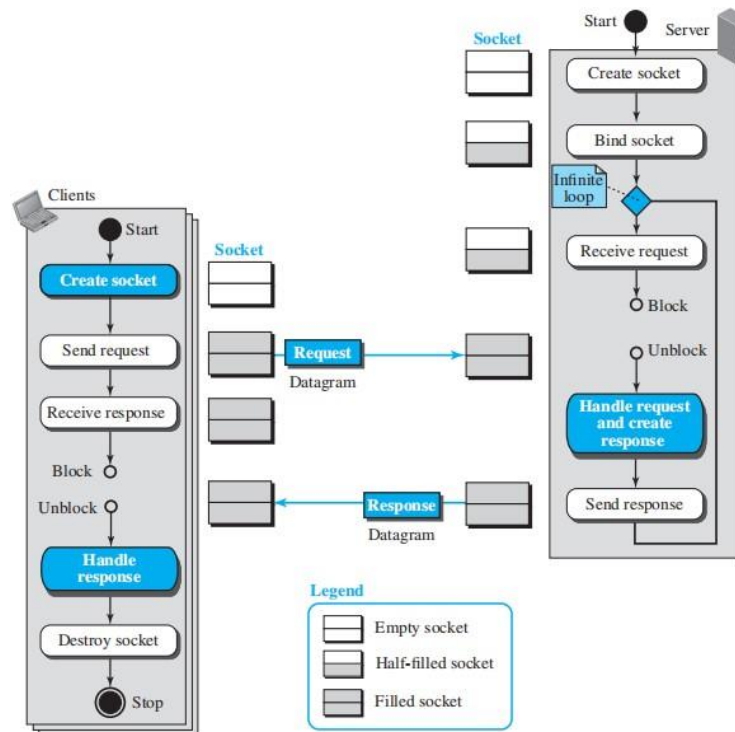 Start
Server
Socket
Create socket
Bind socket
Infinite
loop
Receive request
Block
Unblock
Handle request
and create
response
Send response
Clients
Start
Socket
Create socket
Send request
Request
Datagram
Receive response
Block
Unblock
Response
Datagram
Handle
response
Destroy socket
Stop
Legend
Empty socket
Half-filled socket
Filled socket